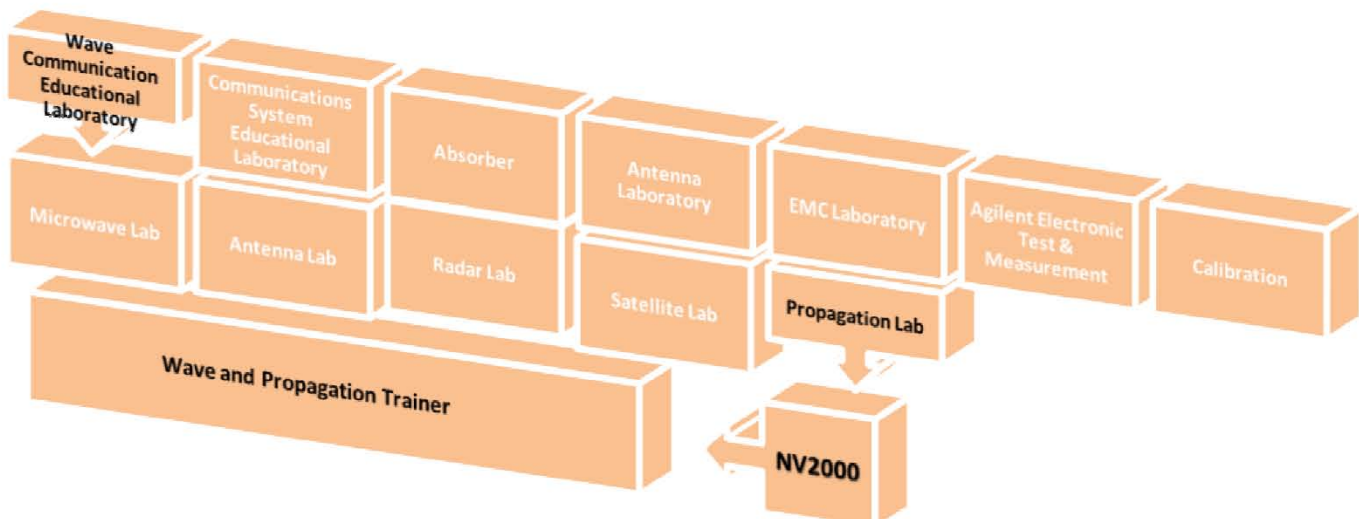 Wave
Communication
Educational
Laboratory
Communications
System
Educational
Laboratory
Absorber
Antenna
Laboratory
EMC Laboratory
Agilent Electronic
Test &
Measurement
Calibration
Microwave Lab
Antenna Lab
Radar Lab
Satellite Lab
Propagation Lab
Wave and Propagation Trainer
NV2000